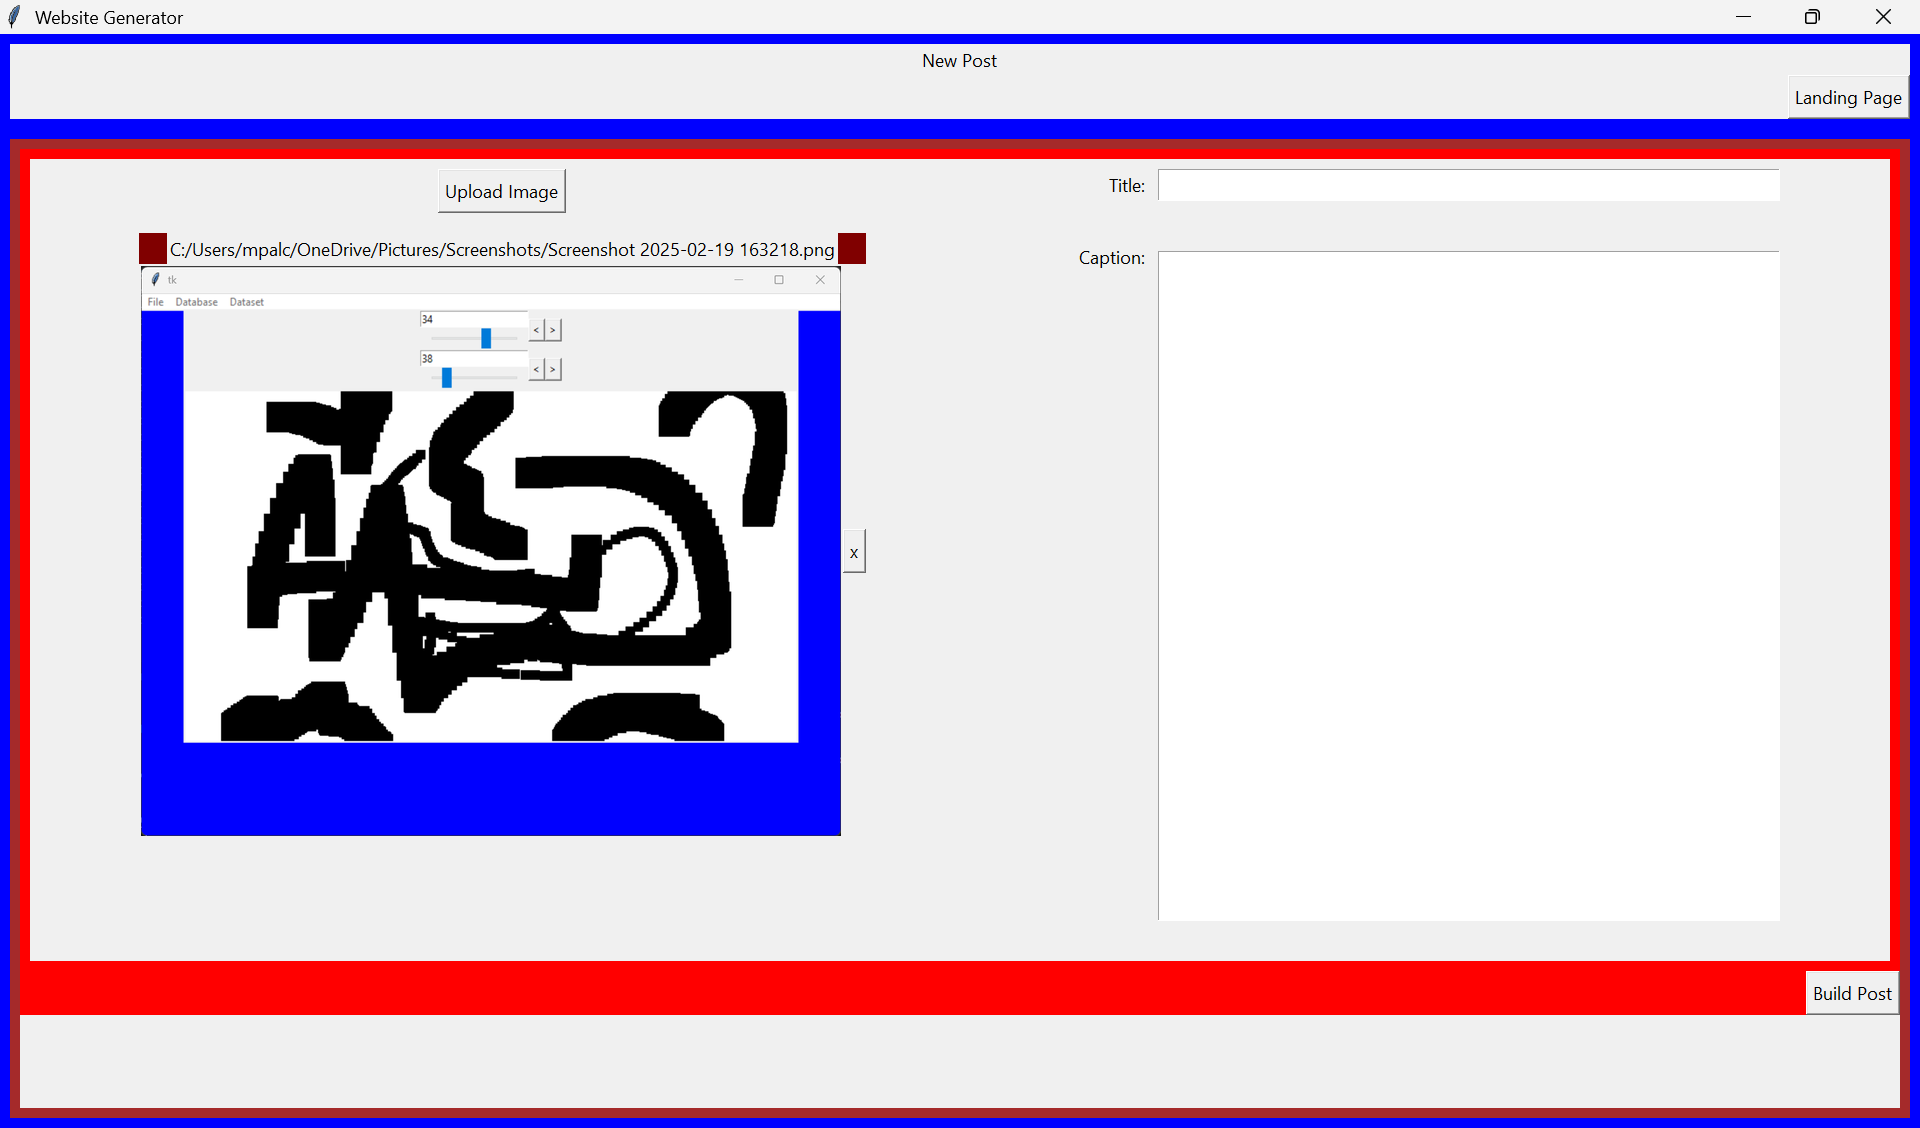 Website Generator
New Post
Landing Page
Upload Image
Title:
C:/Users/mpalc/OneDrive/Pictures/Screenshots/Screenshot 2025-02-19 163218.png
Caption:
tk
File Database Dataset
34
< >
38
< >
x
Build Post